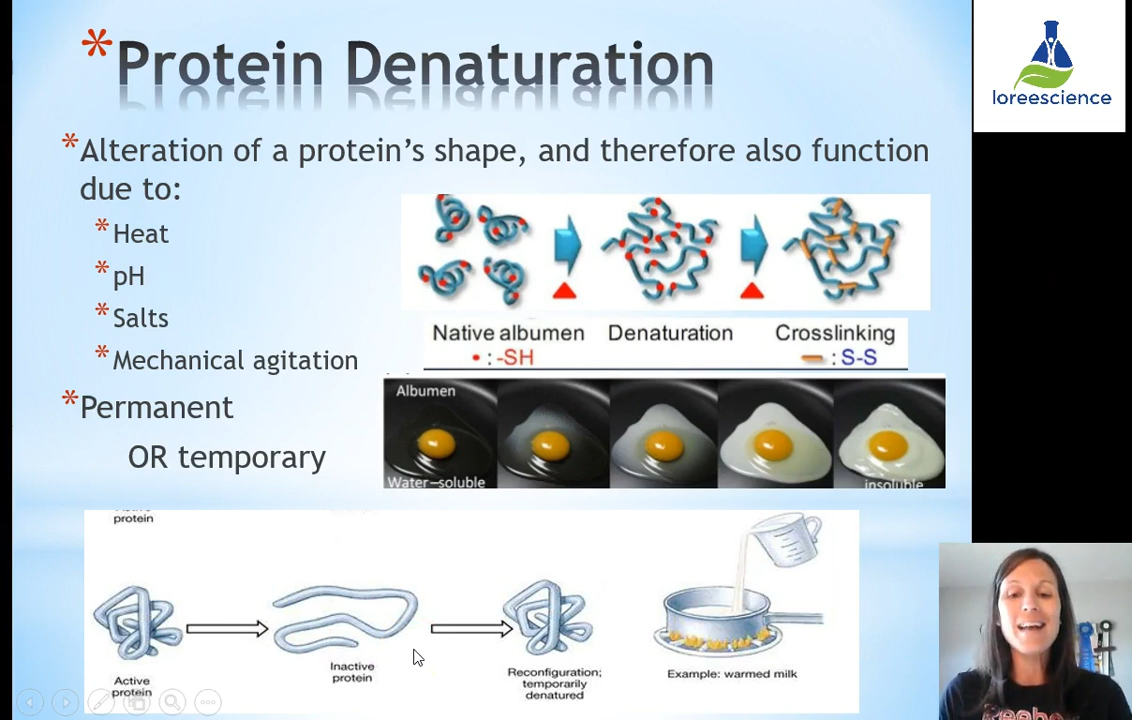 *Protein Denaturation
loreescience
*Alteration of a protein's shape, and therefore also function
due to:
*Heat
*pH
*Salts
*Mechanical agitation
*Permanent
OR temporary
Native albumen
Denaturation
Crosslinking
• : -SH
: S-S
Albumen
Water-soluble
insoluble
protein
Active
protein
Inactive
protein
Reconfiguration;
temporarily
denatured
Example: warmed milk